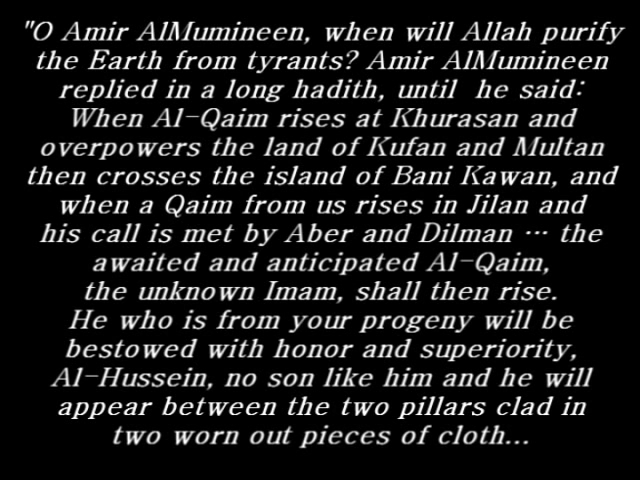 "O Amir AlMumineen, when will Allah purify
the Earth from tyrants? Amir AlMumineen
replied in a long hadith, until he said:
When Al-Qaim rises at Khurasan and
overpowers the land of Kufan and Multan
then crosses the island of Bani Kawan, and
when a Qaim from us rises in Jilan and
his call is met by Aber and Dilman ... the
awaited and anticipated Al-Qaim,
the unknown Imam, shall then rise.
He who is from your progeny will be
bestowed with honor and superiority,
Al-Hussein, no son like him and he will
appear between the two pillars clad in
two worn out pieces of cloth...